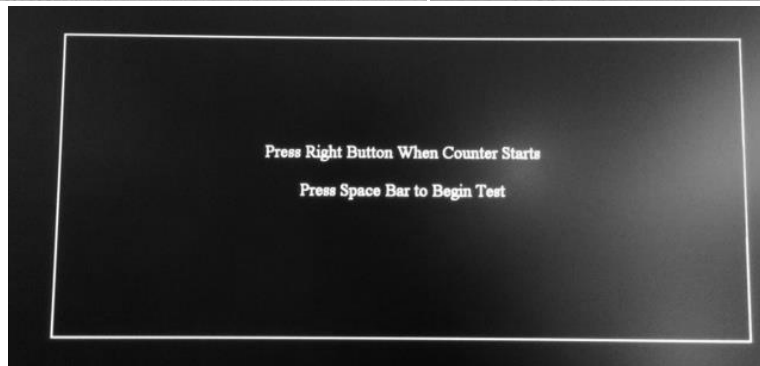 Press Right Button When Counter Starts
Press Space Bar to Begin Test